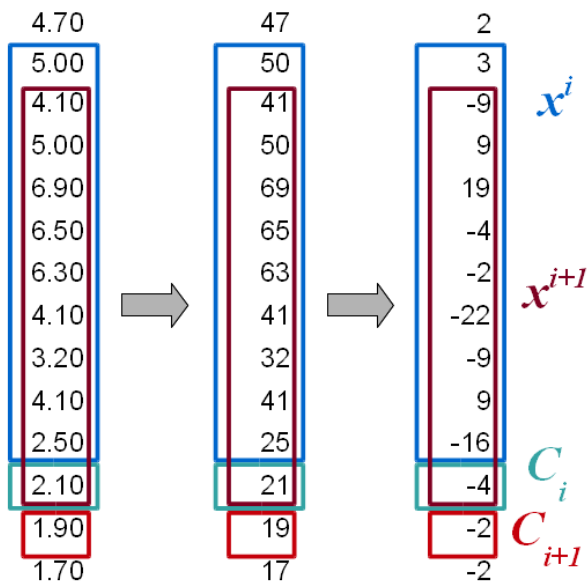 4.70 47 2
5.00 50 3
4.10 41 -9 x^i
5.00 50 9
6.90 69 19
6.50 65 -4
6.30 63 -2 x^{i+1}
4.10 41 -22
3.20 32 -9
4.10 41 9
2.50 25 -16
2.10 21 -4 C_i
1.90 19 -2 C_{i+1}
1.70 17 -2